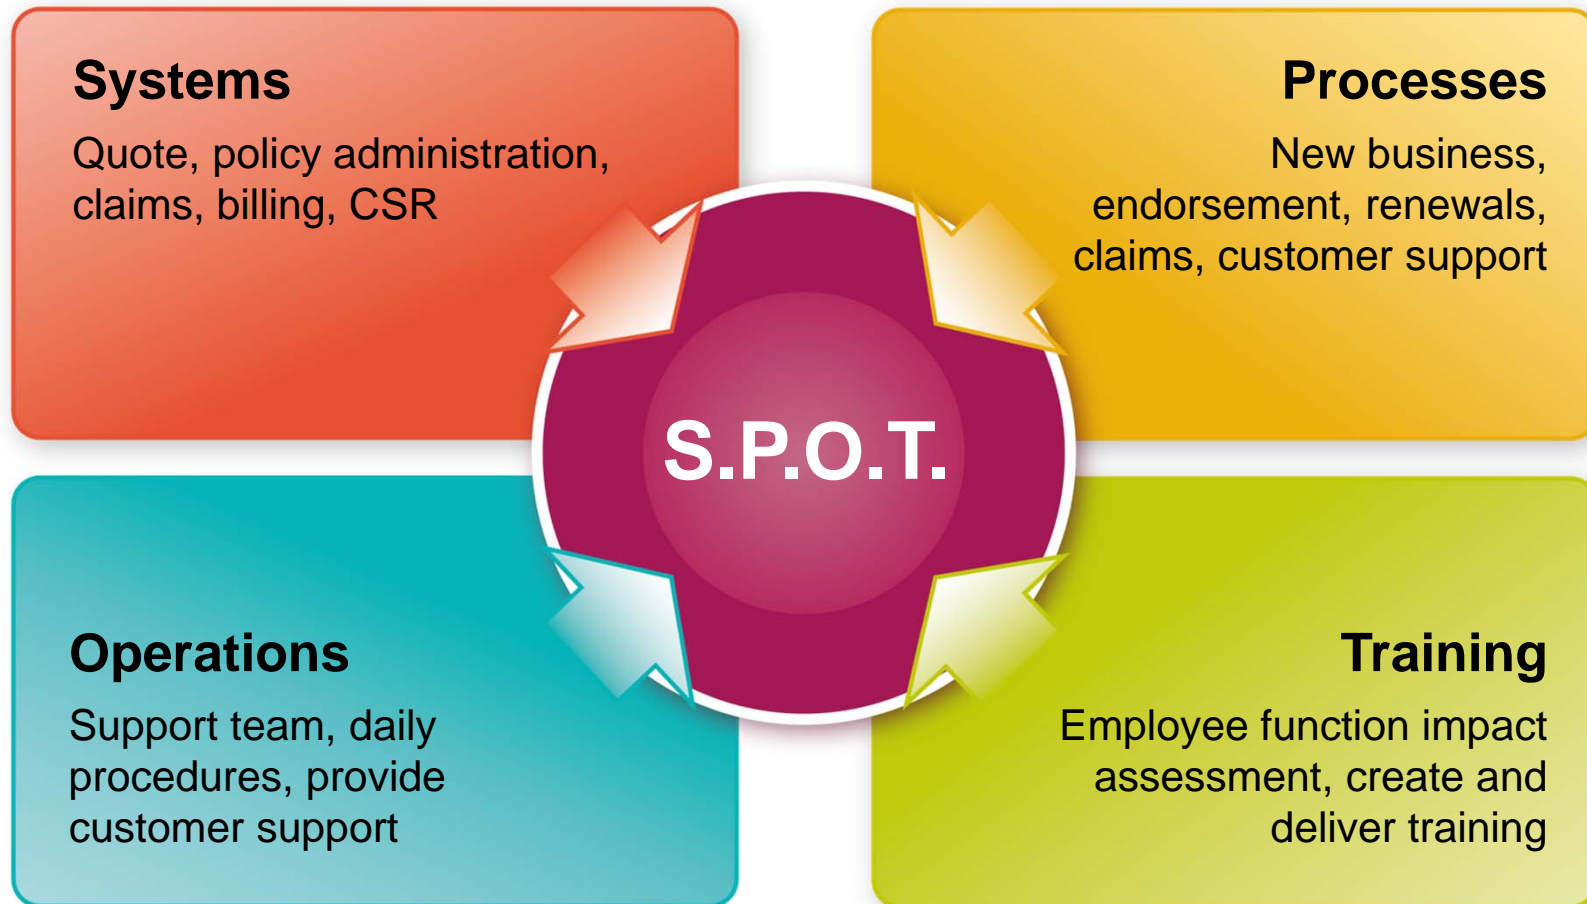 Systems
Quote, policy administration,
claims, billing, CSR
Processes
New business,
endorsement, renewals,
claims, customer support
S.P.O.T.
Operations
Support team, daily
procedures, provide
customer support
Training
Employee function impact
assessment, create and
deliver training